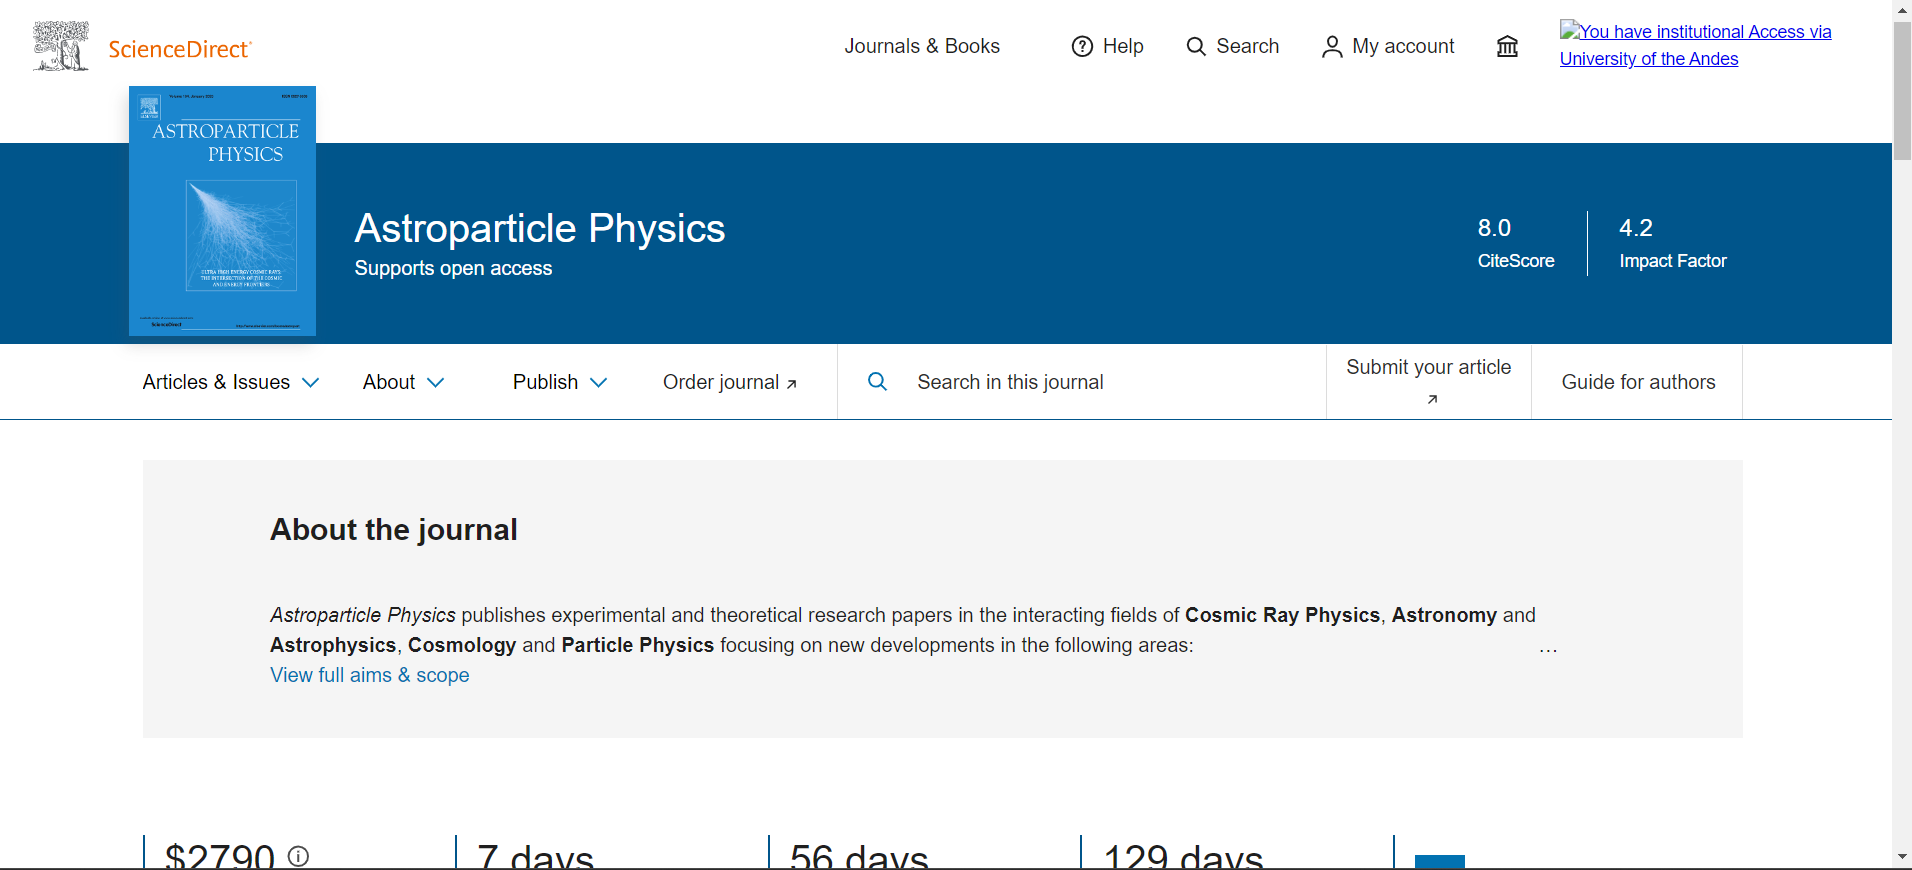 ScienceDirect
Journals & Books
Help
Search
My account
You have institutional Access via
University of the Andes
ASTROPARTICLE
PHYSICS
ULTRA HIGH ENERGY COSMIC RAYS:
THE INTERSECTION OF THE COSMIC
AND ENERGY FRONTIERS
ScienceDirect
Astroparticle Physics
Supports open access
8.0
CiteScore
4.2
Impact Factor
Articles & Issues
About
Publish
Order journal
Search in this journal
Submit your article
Guide for authors
About the journal
Astroparticle Physics publishes experimental and theoretical research papers in the interacting fields of Cosmic Ray Physics, Astronomy and
Astrophysics, Cosmology and Particle Physics focusing on new developments in the following areas: …
View full aims & scope
$2790
7 days
56 days
129 days